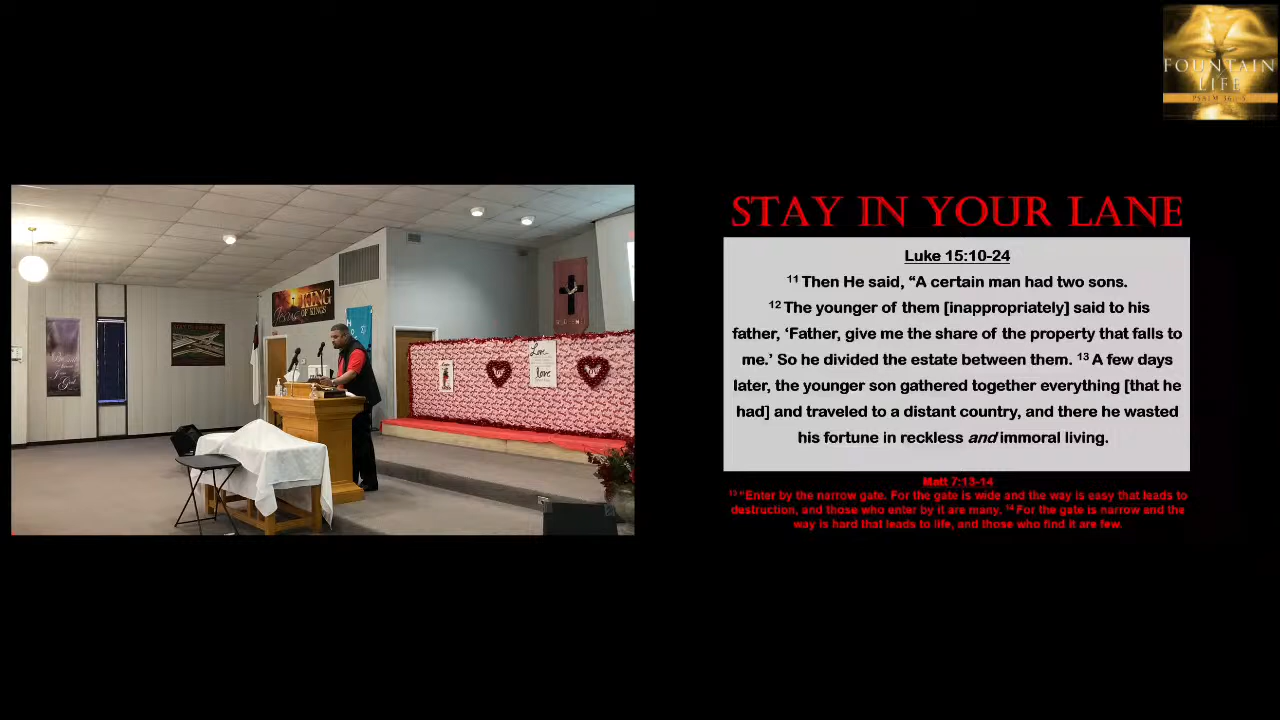 FOUNTAIN
of
LIFE
STAY IN YOUR LANE
Luke 15:10-24
11 Then He said, “A certain man had two sons.
12 The younger of them [inappropriately] said to his
father, ‘Father, give me the share of the property that falls to
me.’ So he divided the estate between them. 13 A few days
later, the younger son gathered together everything [that he
had] and traveled to a distant country, and there he wasted
his fortune in reckless and immoral living.
Matt 7:13-14
13 “Enter by the narrow gate. For the gate is wide and the way is easy that leads to
destruction, and those who enter by it are many. 14 For the gate is narrow and the
way is hard that leads to life, and those who find it are few.
KING
OF KINGS
Love
love
God